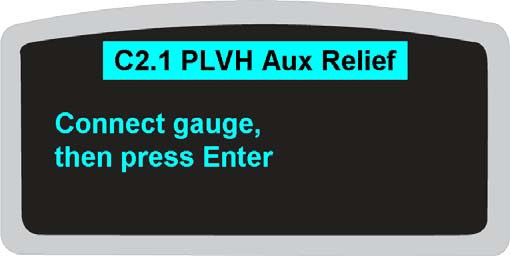 C2.1 PLVH Aux Relief
Connect gauge,
then press Enter